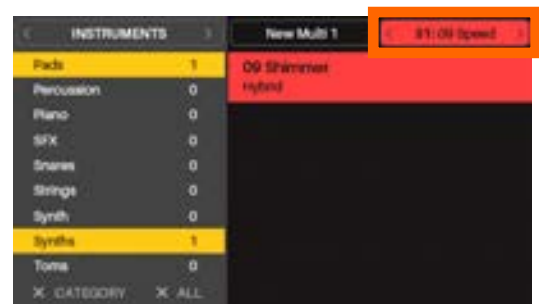 INSTRUMENTS
Pads 1
Percussion 0
Piano 0
SFX 0
Snares 0
Strings 0
Synth 0
Synths 1
Toms 0
X CATEGORY X ALL
New Multi 1
01: 09 Speed
09 Shimmer
Hybrid